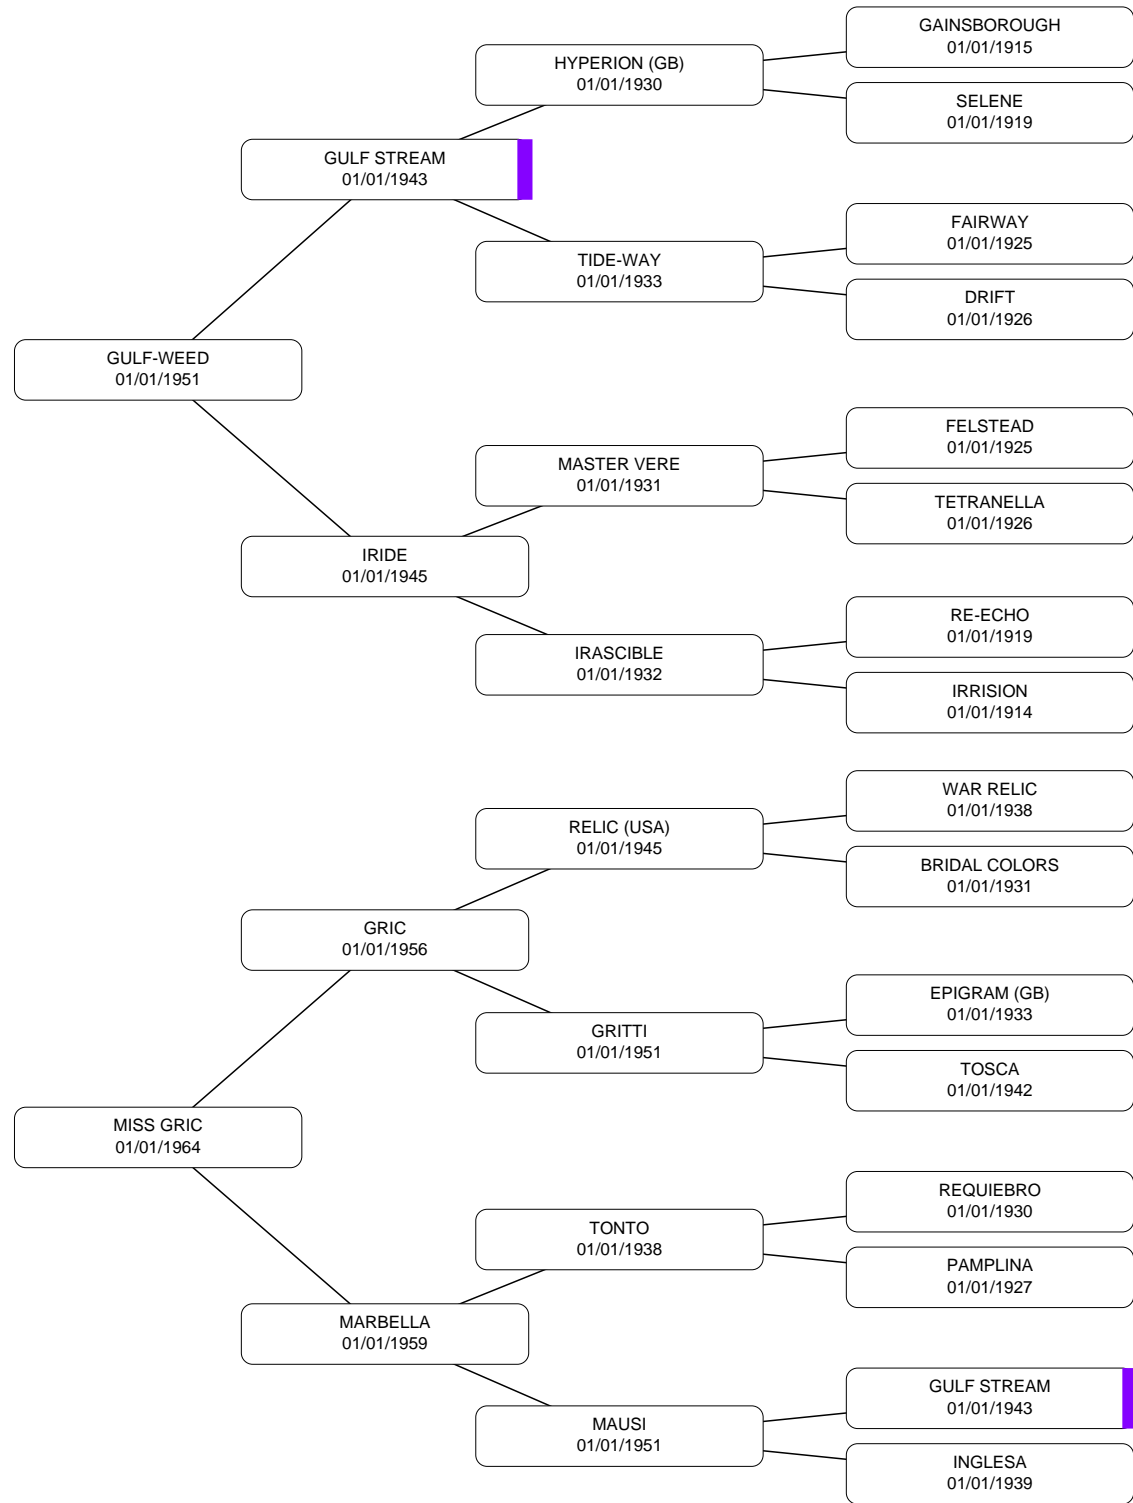 GAINSBOROUGH
01/01/1915
HYPERION (GB)
01/01/1930
SELENE
01/01/1919
GULF STREAM
01/01/1943
FAIRWAY
01/01/1925
TIDE-WAY
01/01/1933
DRIFT
01/01/1926
GULF-WEED
01/01/1951
FELSTEAD
01/01/1925
MASTER VERE
01/01/1931
TETRANELLA
01/01/1926
IRIDE
01/01/1945
RE-ECHO
01/01/1919
IRASCIBLE
01/01/1932
IRRISION
01/01/1914
WAR RELIC
01/01/1938
RELIC (USA)
01/01/1945
BRIDAL COLORS
01/01/1931
GRIC
01/01/1956
EPIGRAM (GB)
01/01/1933
GRITTI
01/01/1951
TOSCA
01/01/1942
MISS GRIC
01/01/1964
REQUIEBRO
01/01/1930
TONTO
01/01/1938
PAMPLINA
01/01/1927
MARBELLA
01/01/1959
GULF STREAM
01/01/1943
MAUSI
01/01/1951
INGLESA
01/01/1939